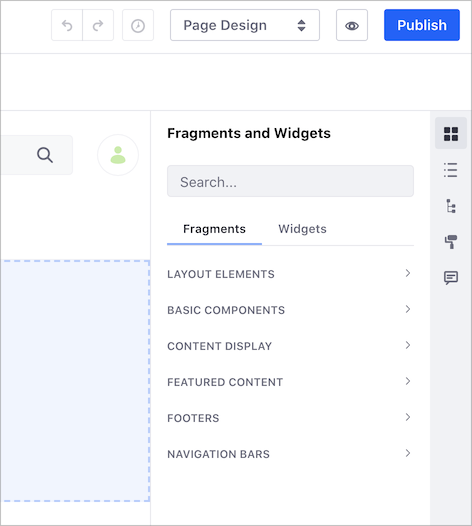 Page Design
Publish
Fragments and Widgets
Search...
Fragments Widgets
LAYOUT ELEMENTS
BASIC COMPONENTS
CONTENT DISPLAY
FEATURED CONTENT
FOOTERS
NAVIGATION BARS